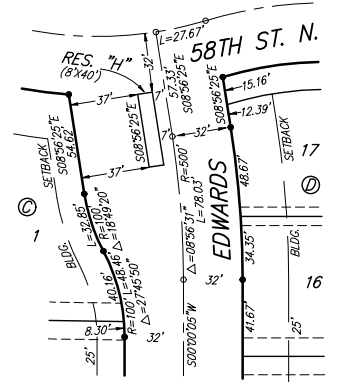 L=27.67'
58TH ST. N.
RES. "H"
(8'X40')
32'
57.33'
S08°56'25"E
S08°56'25"E
15.16'
12.39'
37'
7'
7'
S08°56'25"E
54.62'
S08°56'25"E
32'
SETBACK
SETBACK
17
37'
R=500'
L=78.03'
EDWARDS
48.67'
D
C
1
L=32.85'
R=100'
△=18°49'20"
△=08°56'31"
BLDG.
BLDG.
34.35'
40.16'
L=48.46'
R=100'
△=27°45'50"
32'
16
S00°00'05"W
41.67'
8.30'
32'
25'
25'